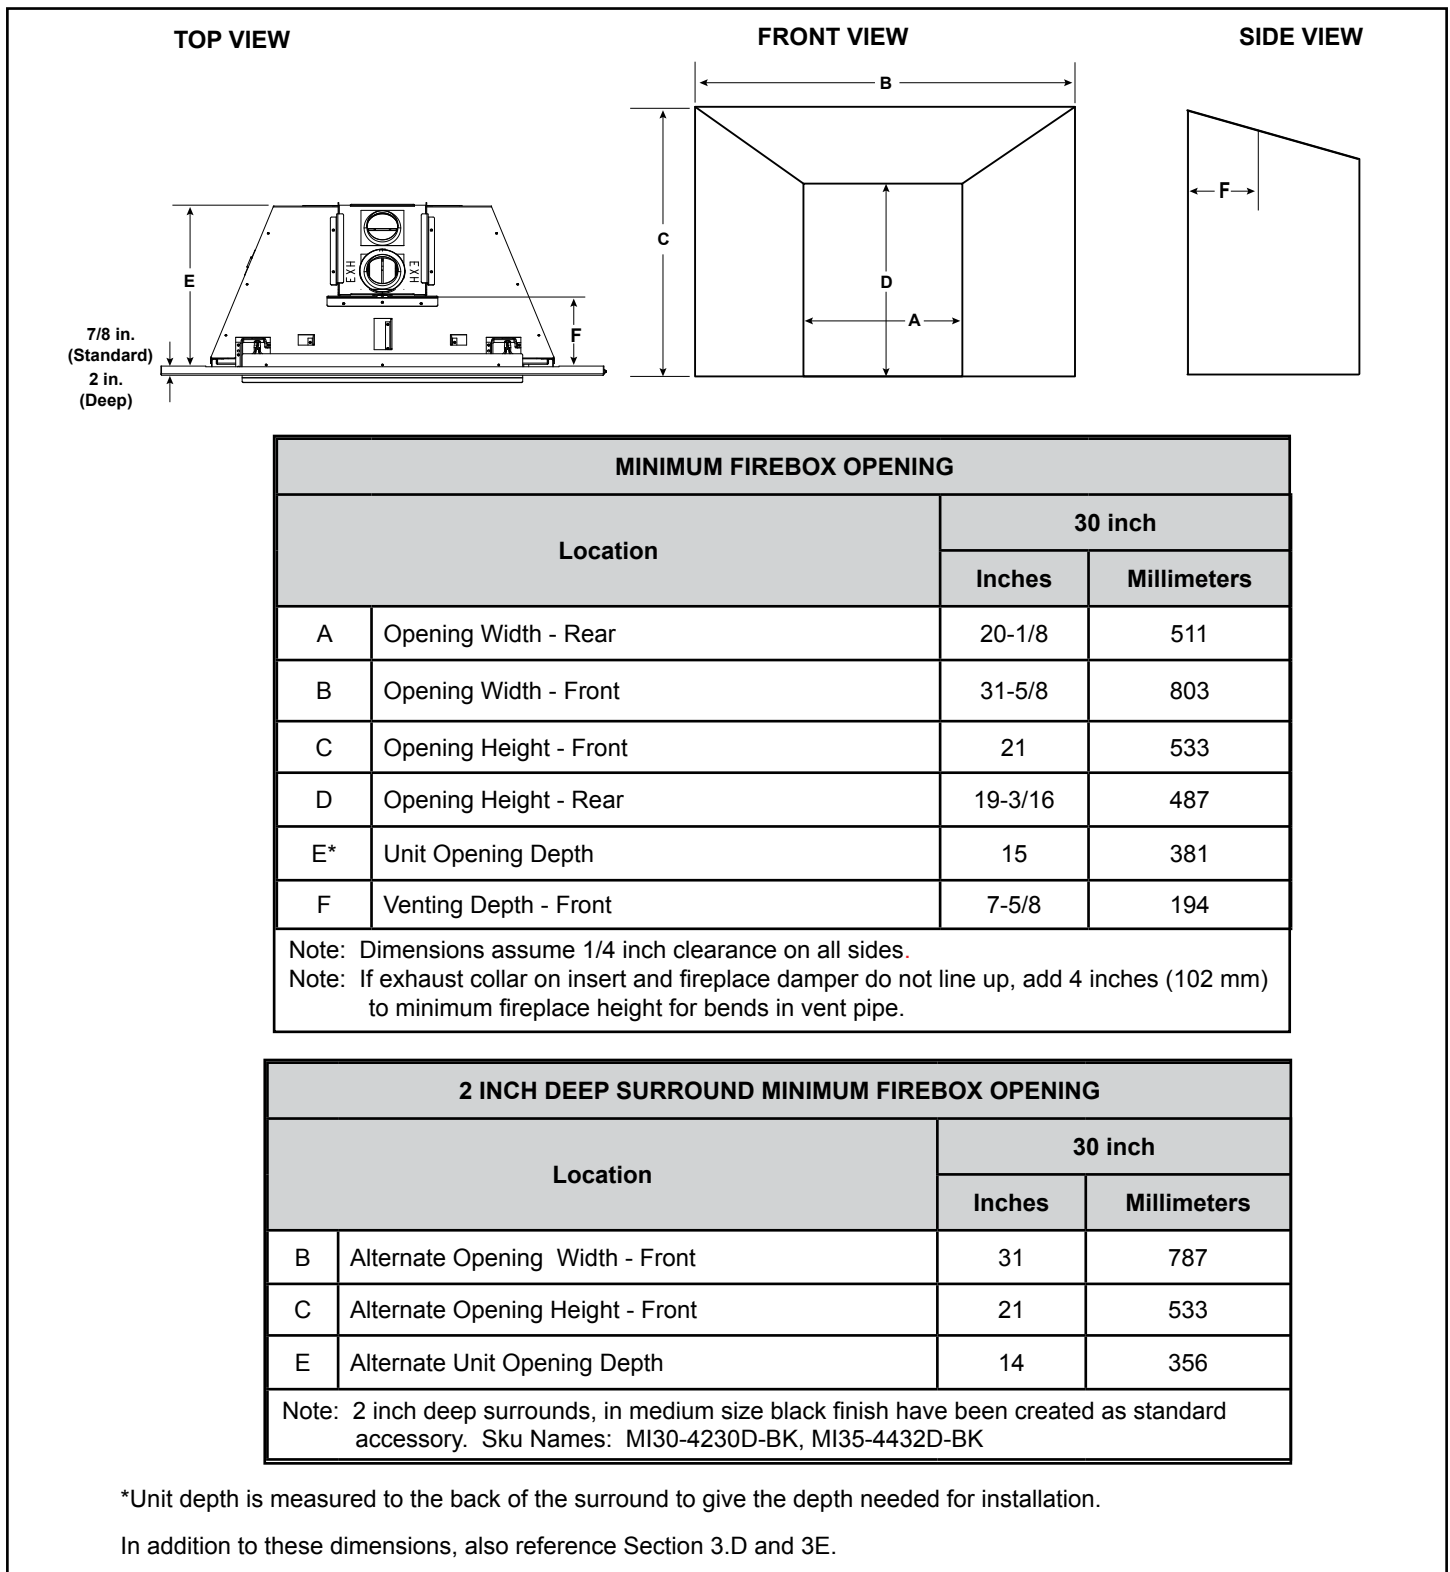 TOP VIEW
FRONT VIEW
SIDE VIEW
B
C
D
A
F
E
EXH
EXH
F
7/8 in.
(Standard)
2 in.
(Deep)
MINIMUM FIREBOX OPENING
Location
30 inch
Inches
Millimeters
A Opening Width - Rear 20-1/8 511
B Opening Width - Front 31-5/8 803
C Opening Height - Front 21 533
D Opening Height - Rear 19-3/16 487
E* Unit Opening Depth 15 381
F Venting Depth - Front 7-5/8 194
Note: Dimensions assume 1/4 inch clearance on all sides.
Note: If exhaust collar on insert and fireplace damper do not line up, add 4 inches (102 mm)
to minimum fireplace height for bends in vent pipe.
2 INCH DEEP SURROUND MINIMUM FIREBOX OPENING
Location
30 inch
Inches
Millimeters
B Alternate Opening Width - Front 31 787
C Alternate Opening Height - Front 21 533
E Alternate Unit Opening Depth 14 356
Note: 2 inch deep surrounds, in medium size black finish have been created as standard
accessory. Sku Names: MI30-4230D-BK, MI35-4432D-BK
*Unit depth is measured to the back of the surround to give the depth needed for installation.
In addition to these dimensions, also reference Section 3.D and 3E.